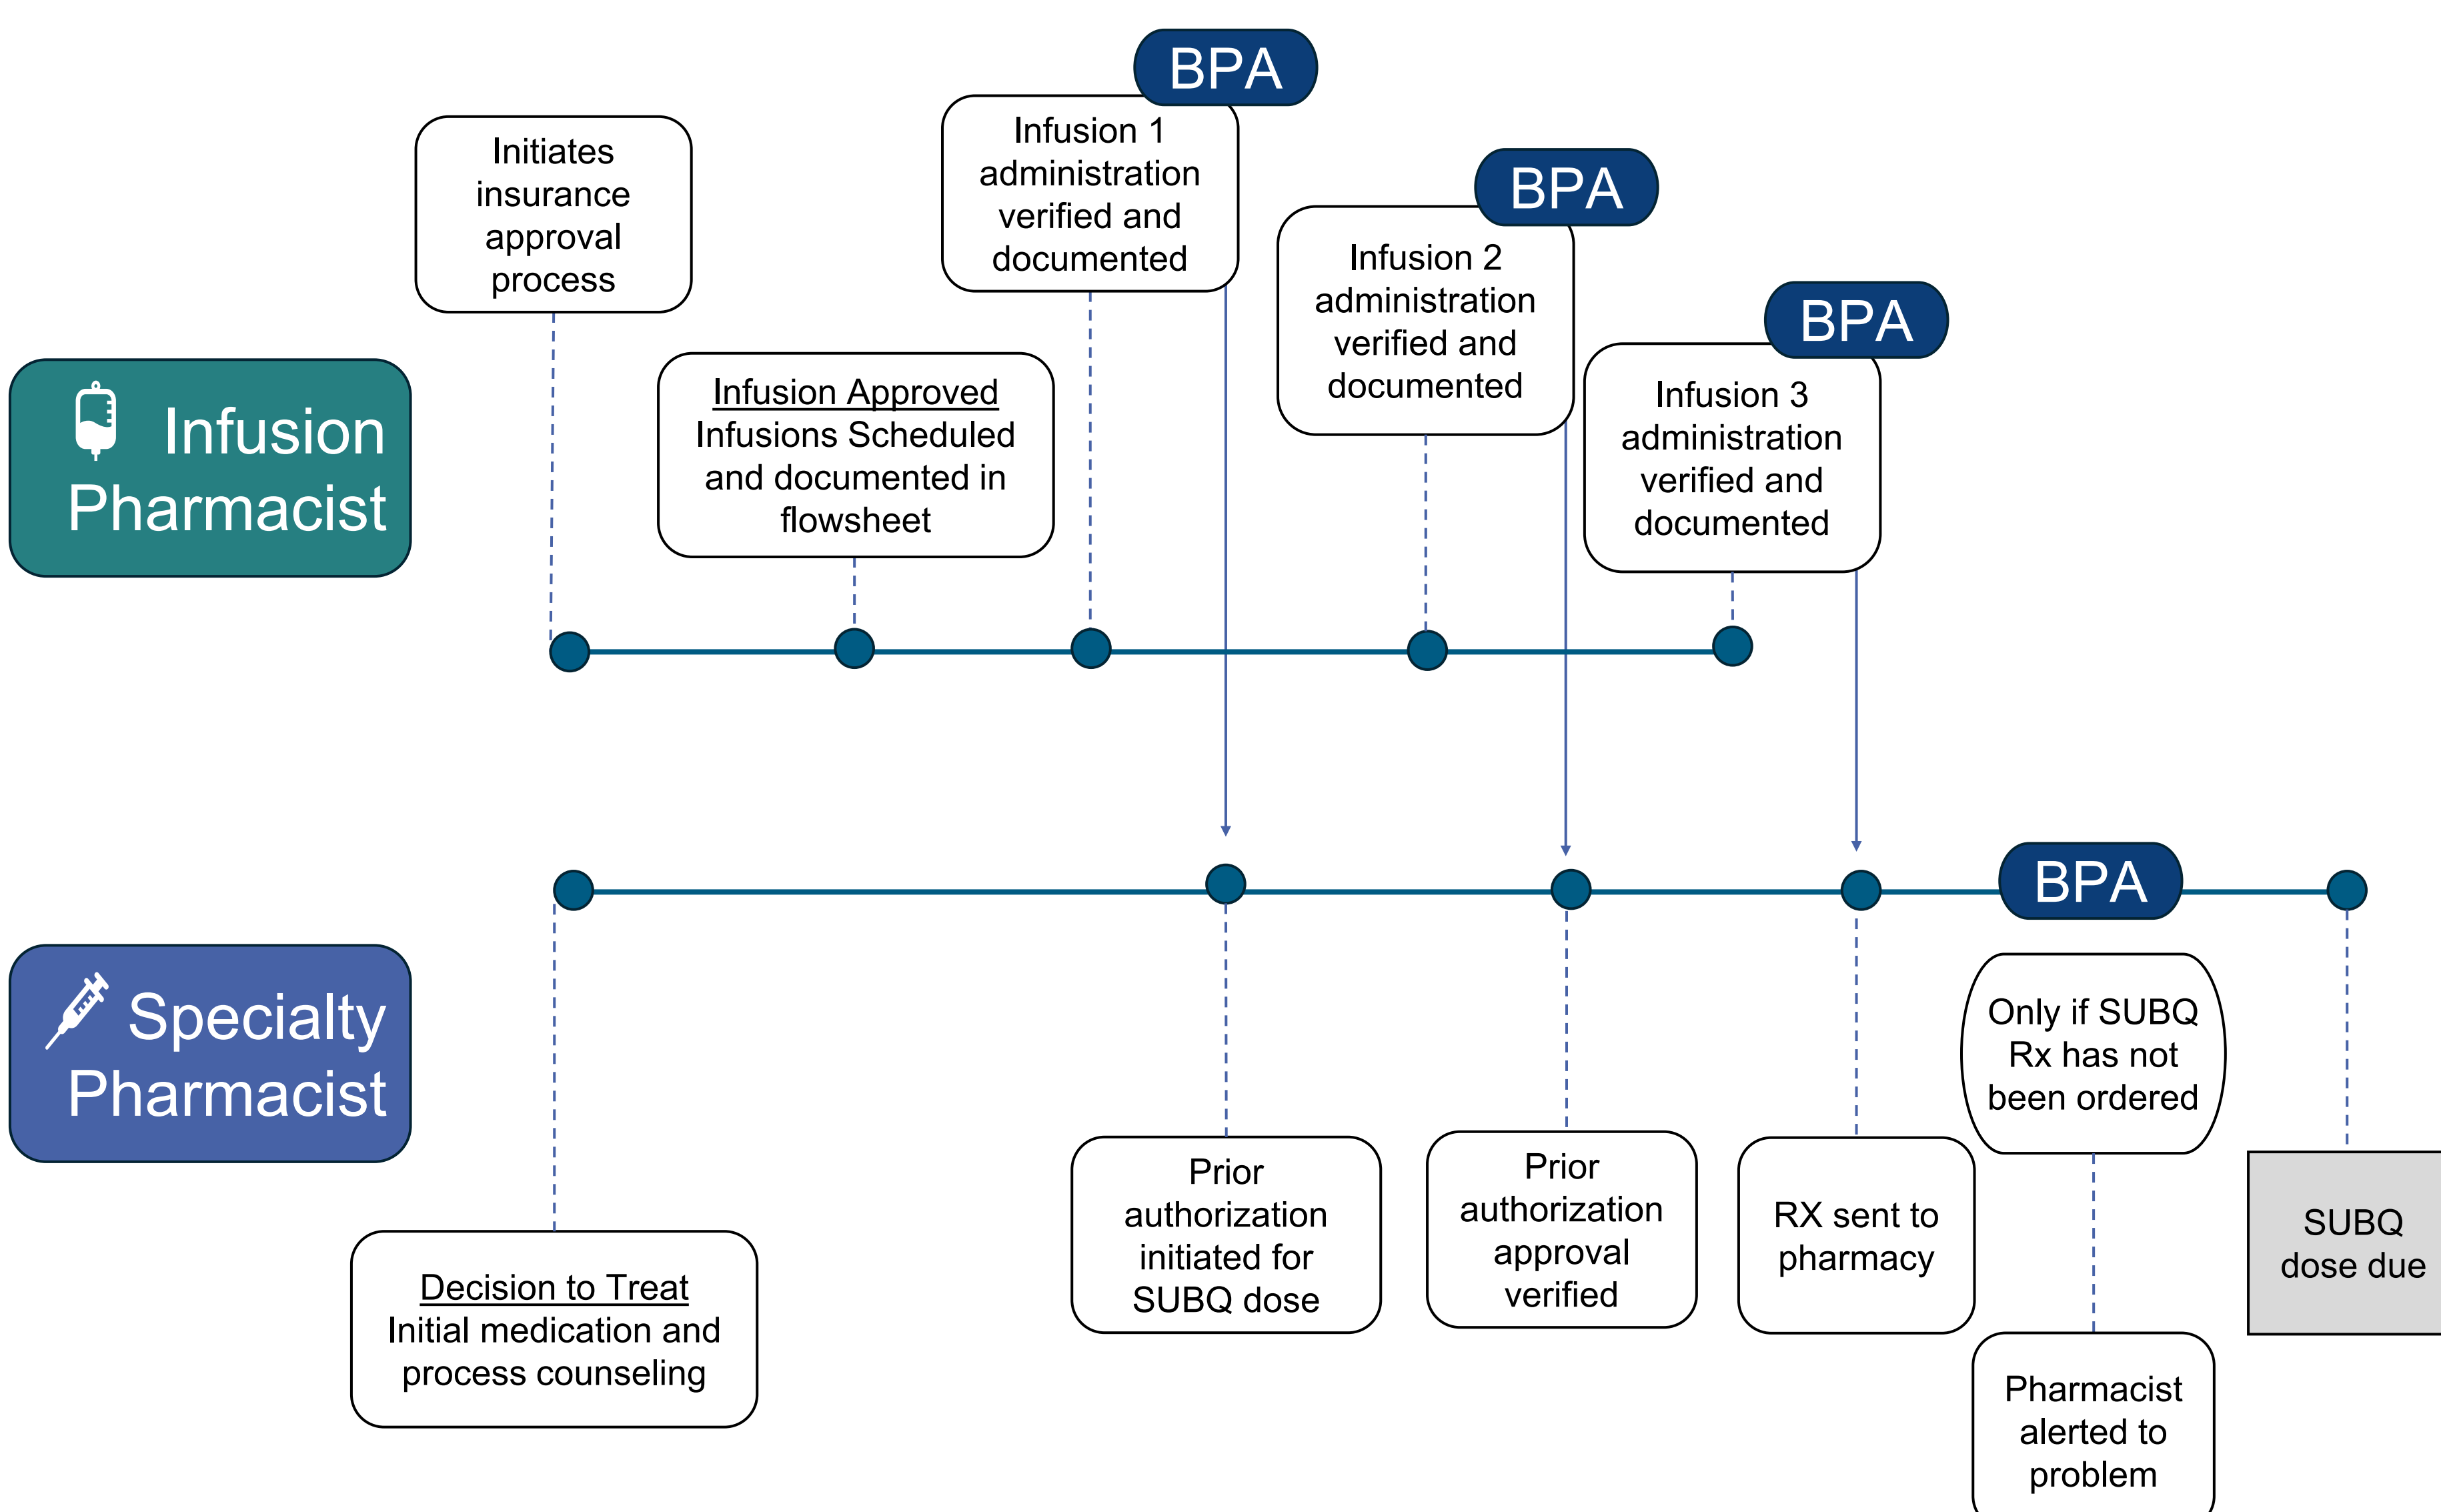 BPA
Initiates
insurance
approval
process
Infusion 1
administration
verified and
documented
BPA
Infusion 2
administration
verified and
documented
BPA
Infusion 3
administration
verified and
documented
Infusion
Pharmacist
Infusion Approved
Infusions Scheduled
and documented in
flowsheet
BPA
Specialty
Pharmacist
Decision to Treat
Initial medication and
process counseling
Prior
authorization
initiated for
SUBQ dose
Prior
authorization
approval
verified
RX sent to
pharmacy
Only if SUBQ
Rx has not
been ordered
Pharmacist
alerted to
problem
SUBQ
dose due